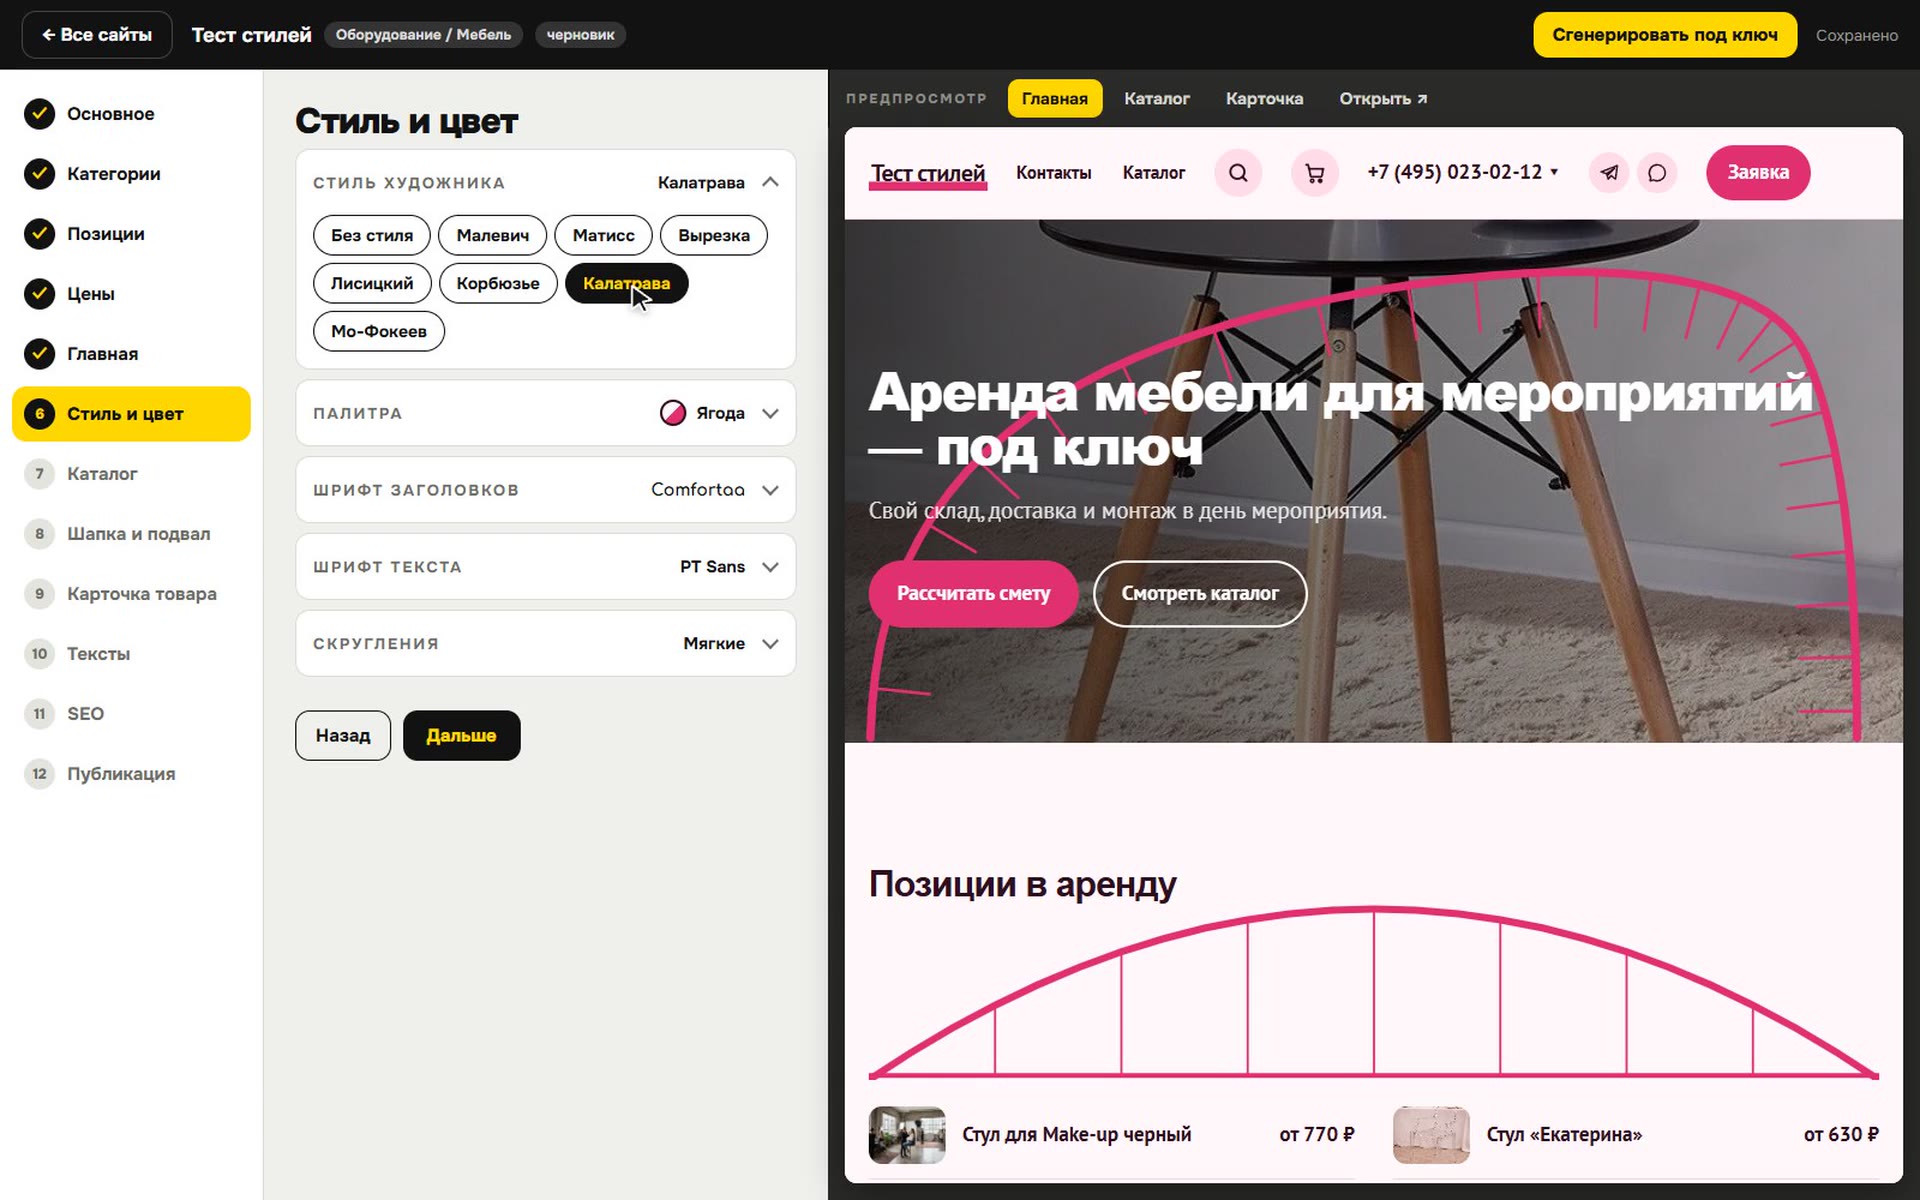 ← Все сайты
Тест стилей
Оборудование / Мебель
черновик
Сгенерировать под ключ
Сохранено
Основное
Категории
Позиции
Цены
Главная
6 Стиль и цвет
7 Каталог
8 Шапка и подвал
9 Карточка товара
10 Тексты
11 SEO
12 Публикация
Стиль и цвет
СТИЛЬ ХУДОЖНИКА Калатрава
Без стиля Малевич Матисс Вырезка
Лисицкий Корбюзье Калатрава
Мо-Фокеев
ПАЛИТРА Ягода
ШРИФТ ЗАГОЛОВКОВ Comfortaa
ШРИФТ ТЕКСТА PT Sans
СКРУГЛЕНИЯ Мягкие
Назад Дальше
ПРЕДПРОСМОТР Главная Каталог Карточка Открыть ↗
Тест стилей Контакты Каталог +7 (495) 023-02-12 ▾ Заявка
Аренда мебели для мероприятий
— под ключ
Свой склад, доставка и монтаж в день мероприятия.
Рассчитать смету Смотреть каталог
Позиции в аренду
Стул для Make-up черный от 770 ₽
Стул «Екатерина» от 630 ₽